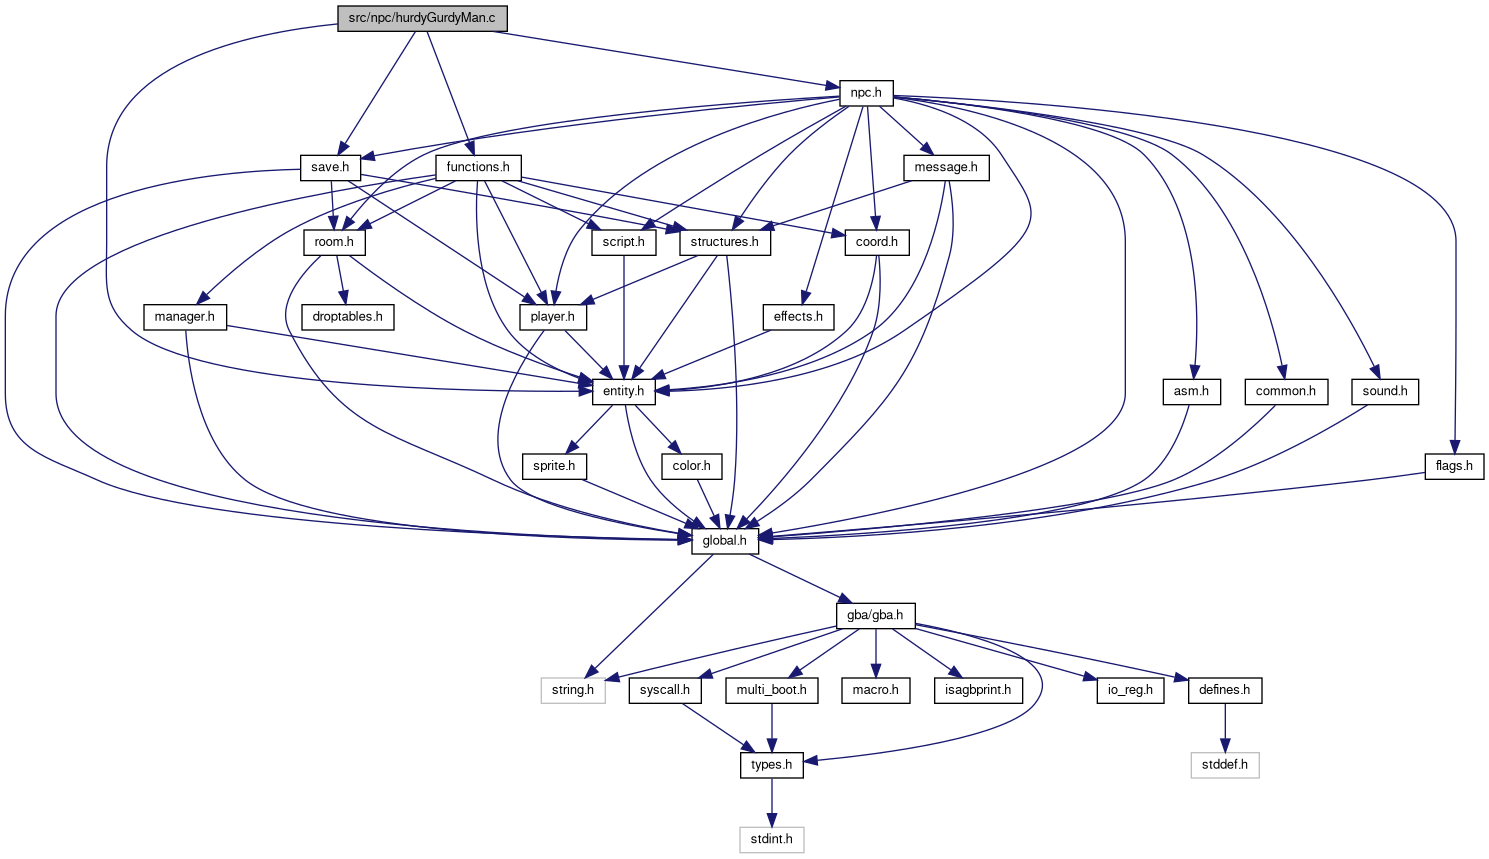 src/npc/hurdyGurdyMan.c
npc.h
save.h
functions.h
message.h
room.h
script.h
structures.h
coord.h
manager.h
droptables.h
player.h
effects.h
entity.h
asm.h
common.h
sound.h
sprite.h
color.h
flags.h
global.h
gba/gba.h
string.h
syscall.h
multi_boot.h
macro.h
isagbprint.h
io_reg.h
defines.h
types.h
stddef.h
stdint.h